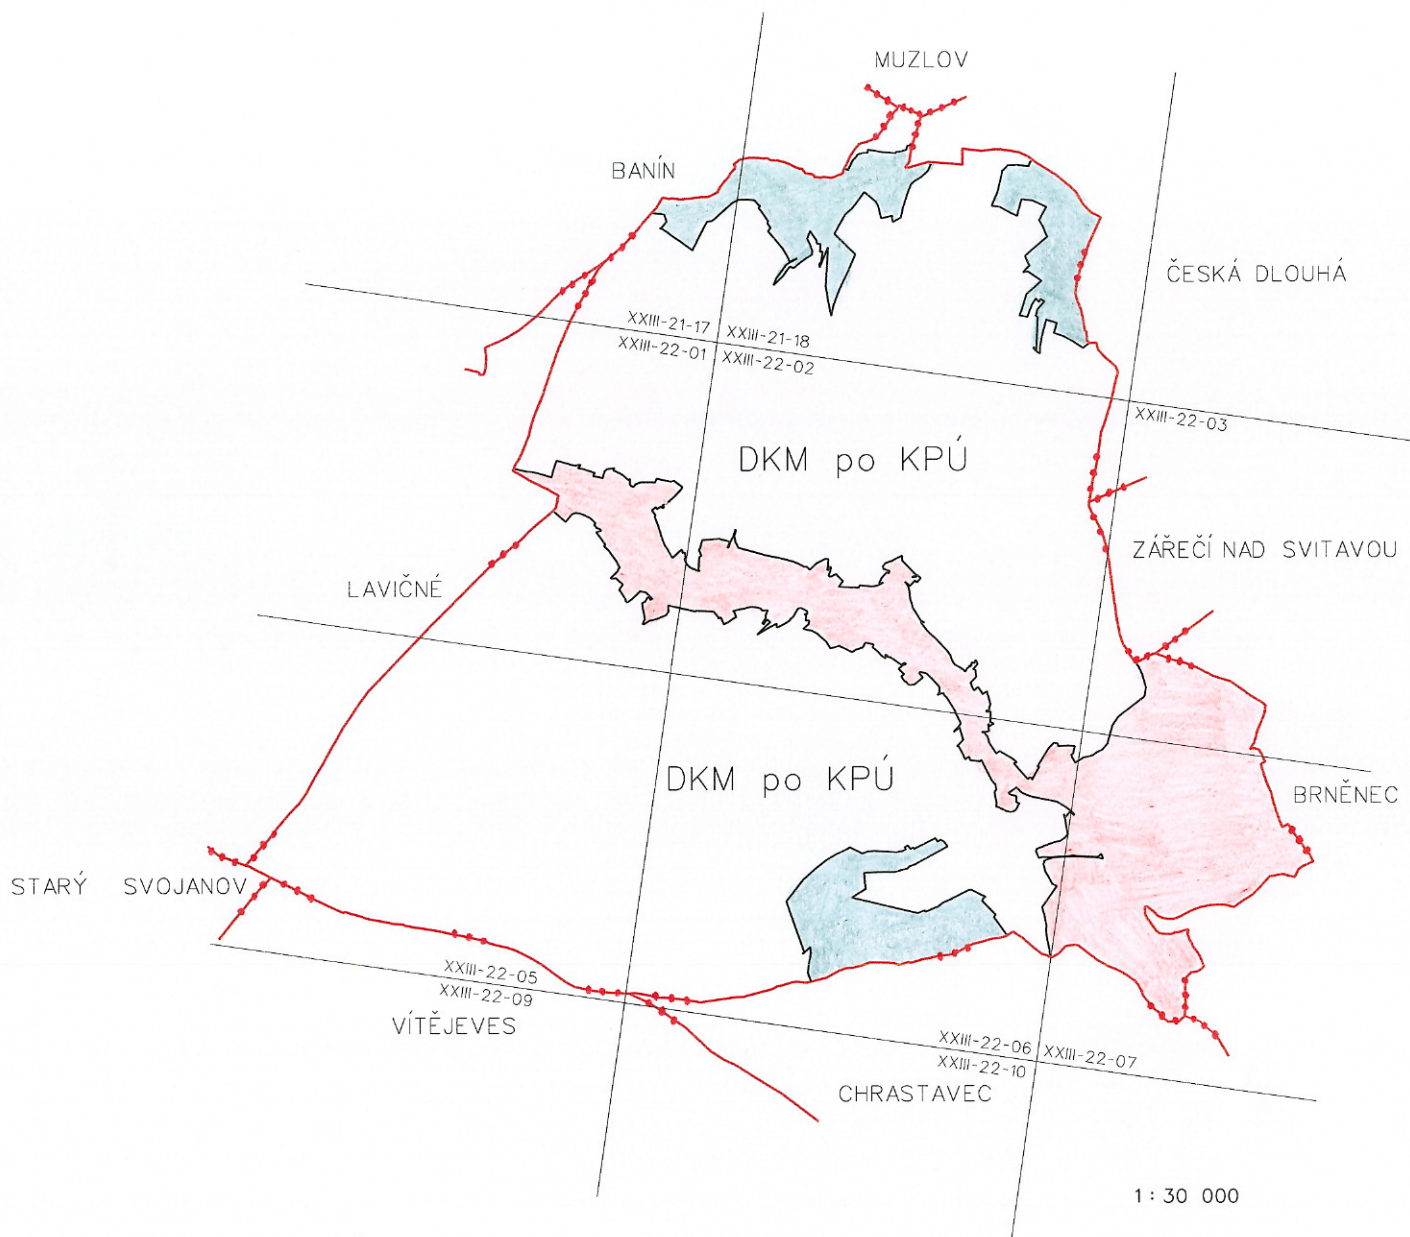 MUZLOV
BANÍN
ČESKÁ DLOUHÁ
XXIII-21-17 XXIII-21-18
XXIII-22-01 XXIII-22-02
XXIII-22-03
DKM po KPÚ
ZÁŘEČÍ NAD SVITAVOU
LAVIČNÉ
DKM po KPÚ
BRNĚNEC
STARÝ SVOJANOV
XXIII-22-05
XXIII-22-09
VÍTĚJEVES
XXIII-22-06 XXIII-22-07
XXIII-22-10
CHRASTAVEC
1 : 30 000